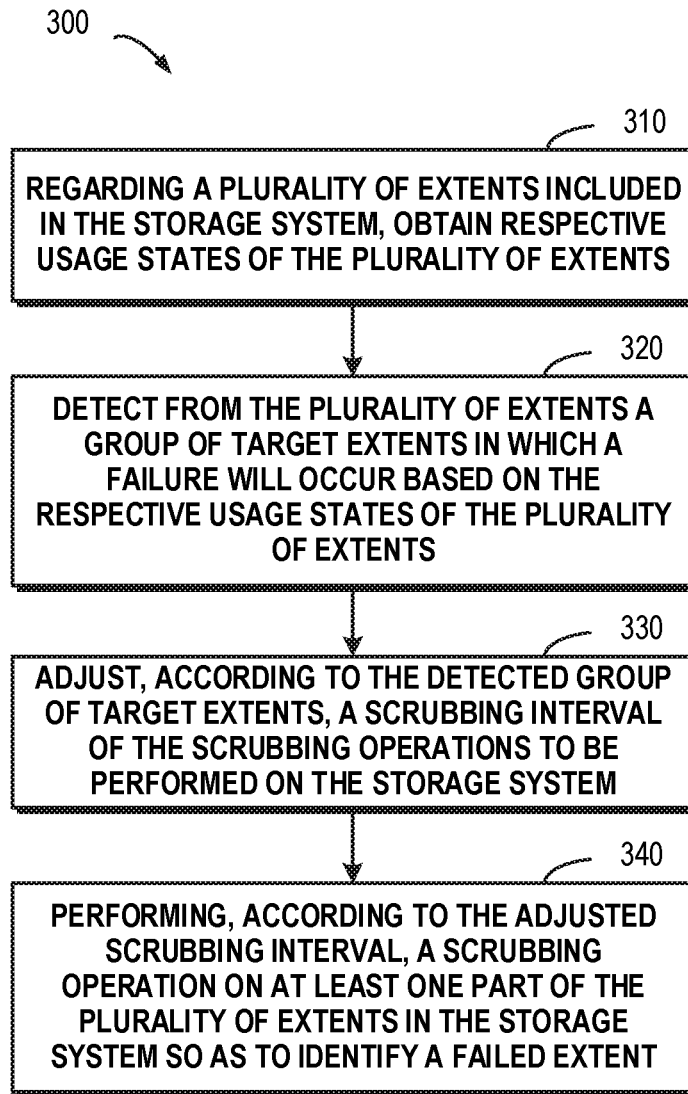 300
310
REGARDING A PLURALITY OF EXTENTS INCLUDED
IN THE STORAGE SYSTEM, OBTAIN RESPECTIVE
USAGE STATES OF THE PLURALITY OF EXTENTS
320
DETECT FROM THE PLURALITY OF EXTENTS A
GROUP OF TARGET EXTENTS IN WHICH A
FAILURE WILL OCCUR BASED ON THE
RESPECTIVE USAGE STATES OF THE PLURALITY
OF EXTENTS
330
ADJUST, ACCORDING TO THE DETECTED GROUP
OF TARGET EXTENTS, A SCRUBBING INTERVAL
OF THE SCRUBBING OPERATIONS TO BE
PERFORMED ON THE STORAGE SYSTEM
340
PERFORMING, ACCORDING TO THE ADJUSTED
SCRUBBING INTERVAL, A SCRUBBING
OPERATION ON AT LEAST ONE PART OF THE
PLURALITY OF EXTENTS IN THE STORAGE
SYSTEM SO AS TO IDENTIFY A FAILED EXTENT